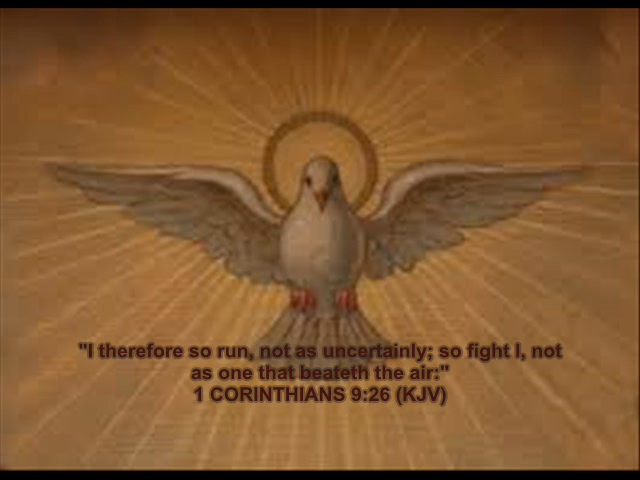 "I therefore so run, not as uncertainly; so fight I, not
as one that beateth the air:"
1 CORINTHIANS 9:26 (KJV)